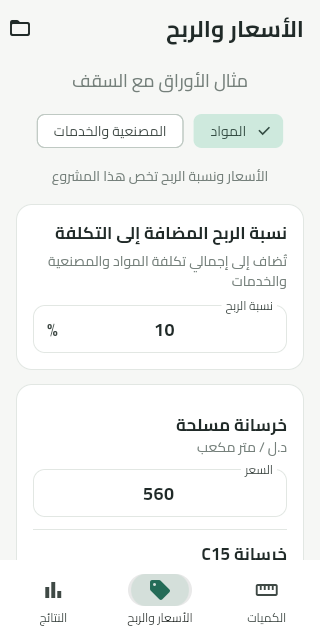 الأسعار والربح
مثال الأوراق مع السقف
المواد
المصنعية والخدمات
الأسعار ونسبة الربح تخص هذا المشروع
نسبة الربح المضافة إلى التكلفة
تُضاف إلى إجمالي تكلفة المواد والمصنعية
والخدمات
نسبة الربح
10
%
خرسانة مسلحة
د.ل / متر مكعب
السعر
560
خرسانة C15
الكميات
الأسعار والربح
النتائج